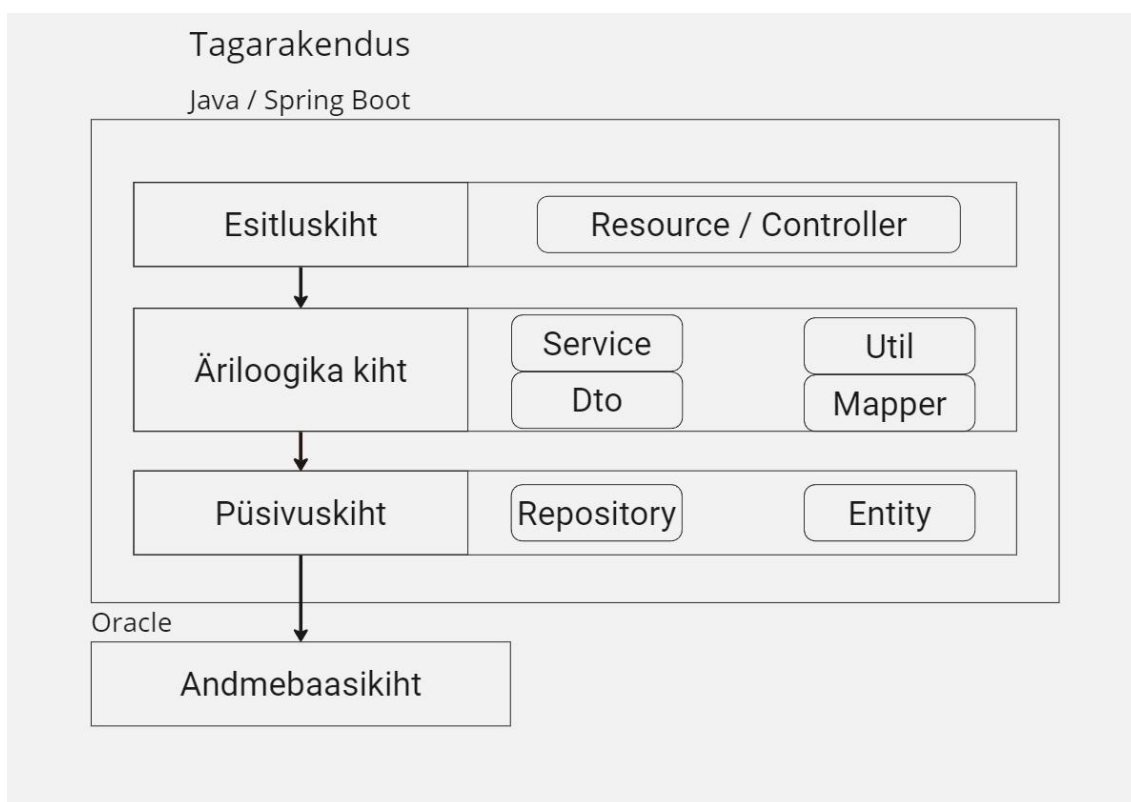 Tagarakendus
Java / Spring Boot
Esitluskiht
Resource / Controller
Äriloogika kiht
Service
Util
Dto
Mapper
Püsivuskiht
Repository
Entity
Oracle
Andmebaasikiht